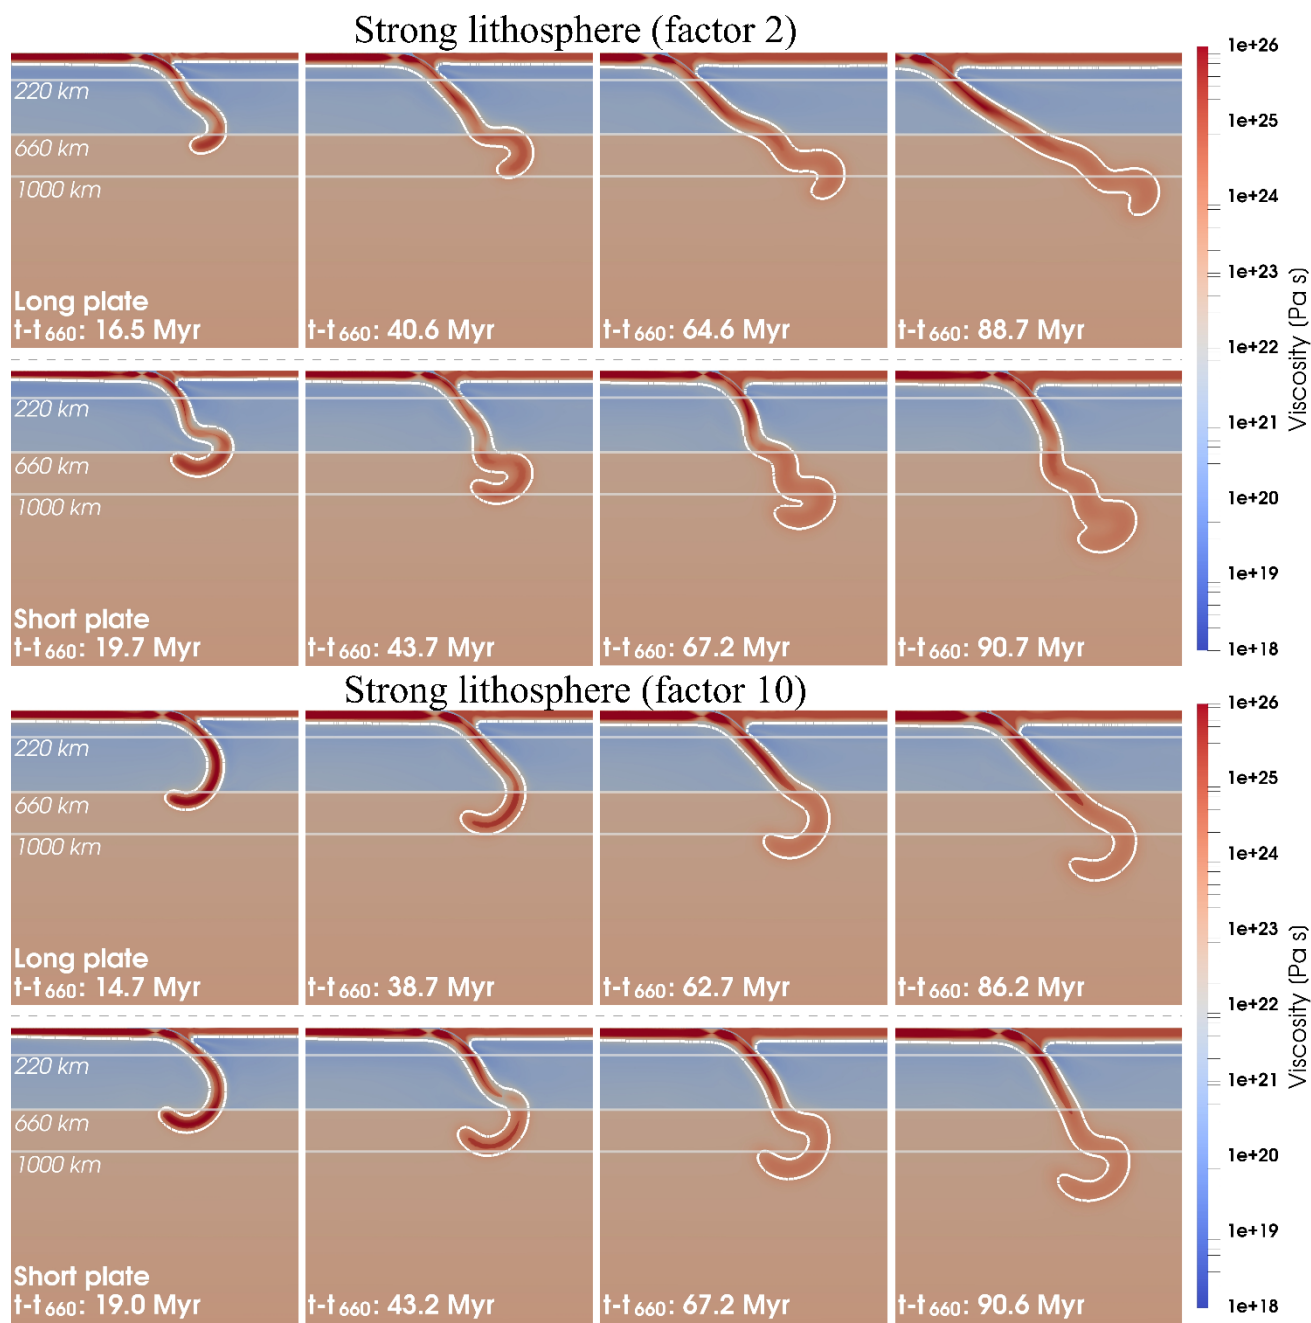 Strong lithosphere (factor 2)
220 km
660 km
1000 km
Long plate
t-t660: 16.5 Myr
t-t660: 40.6 Myr
t-t660: 64.6 Myr
t-t660: 88.7 Myr
220 km
660 km
1000 km
Short plate
t-t660: 19.7 Myr
t-t660: 43.7 Myr
t-t660: 67.2 Myr
t-t660: 90.7 Myr
1e+26
1e+25
1e+24
1e+23
1e+22
1e+21
1e+20
1e+19
1e+18
Viscosity (Pa s)
Strong lithosphere (factor 10)
220 km
660 km
1000 km
Long plate
t-t660: 14.7 Myr
t-t660: 38.7 Myr
t-t660: 62.7 Myr
t-t660: 86.2 Myr
220 km
660 km
1000 km
Short plate
t-t660: 19.0 Myr
t-t660: 43.2 Myr
t-t660: 67.2 Myr
t-t660: 90.6 Myr
1e+26
1e+25
1e+24
1e+23
1e+22
1e+21
1e+20
1e+19
1e+18
Viscosity (Pa s)